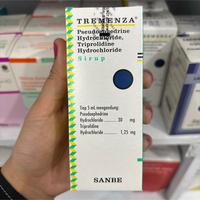 TREMENZA®
Pseudoephedrine
Hydrochloride,
Triprolidine
Hydrochloride
Sirup
Tiap 5 mL mengandung:
Pseudoephedrine
Hydrochloride ........ 30 mg
Triprolidine
Hydrochloride ........ 1,25 mg
SANBE